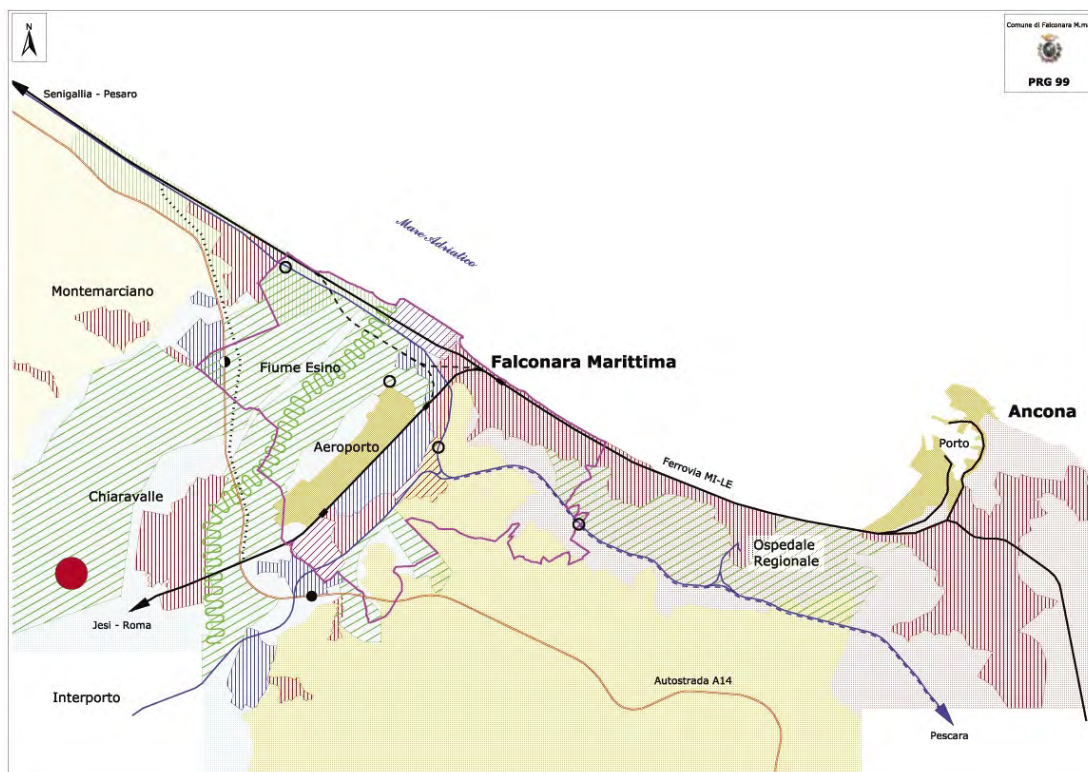 N
Comune di Falconara M.ma
PRG 99
Senigallia - Pesaro
Mare Adriatico
Montemarciano
Fiume Esino
Falconara Marittima
Ancona
Aeroporto
Porto
Ferrovia MI-LE
Chiaravalle
Ospedale
Regionale
Jesi - Roma
Interporto
Autostrada A14
Pescara